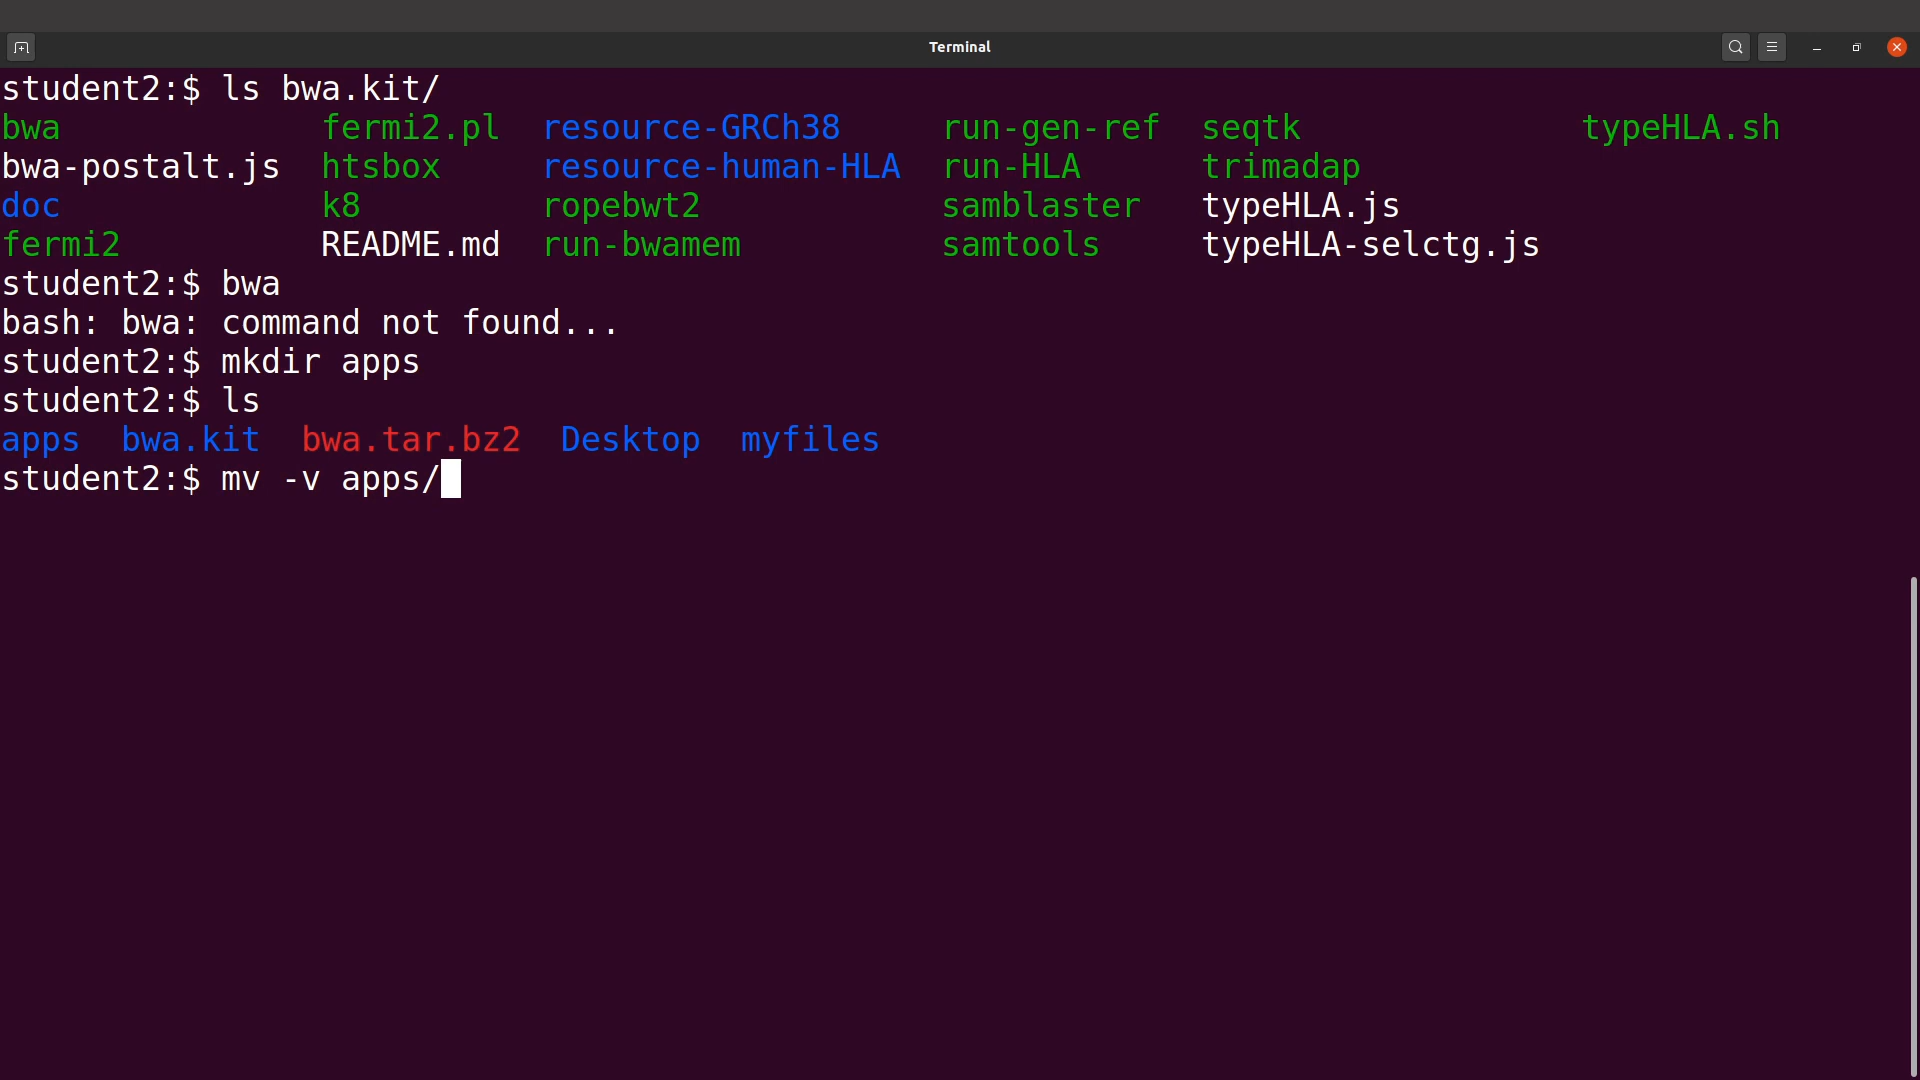 Terminal
student2:$ ls bwa.kit/
bwa             fermi2.pl  resource-GRCh38     run-gen-ref  seqtk              typeHLA.sh
bwa-postalt.js  htsbox     resource-human-HLA  run-HLA      trimadap
doc             k8         ropebwt2            samblaster   typeHLA.js
fermi2          README.md  run-bwamem          samtools     typeHLA-selctg.js
student2:$ bwa
bash: bwa: command not found...
student2:$ mkdir apps
student2:$ ls
apps  bwa.kit  bwa.tar.bz2  Desktop  myfiles
student2:$ mv -v apps/